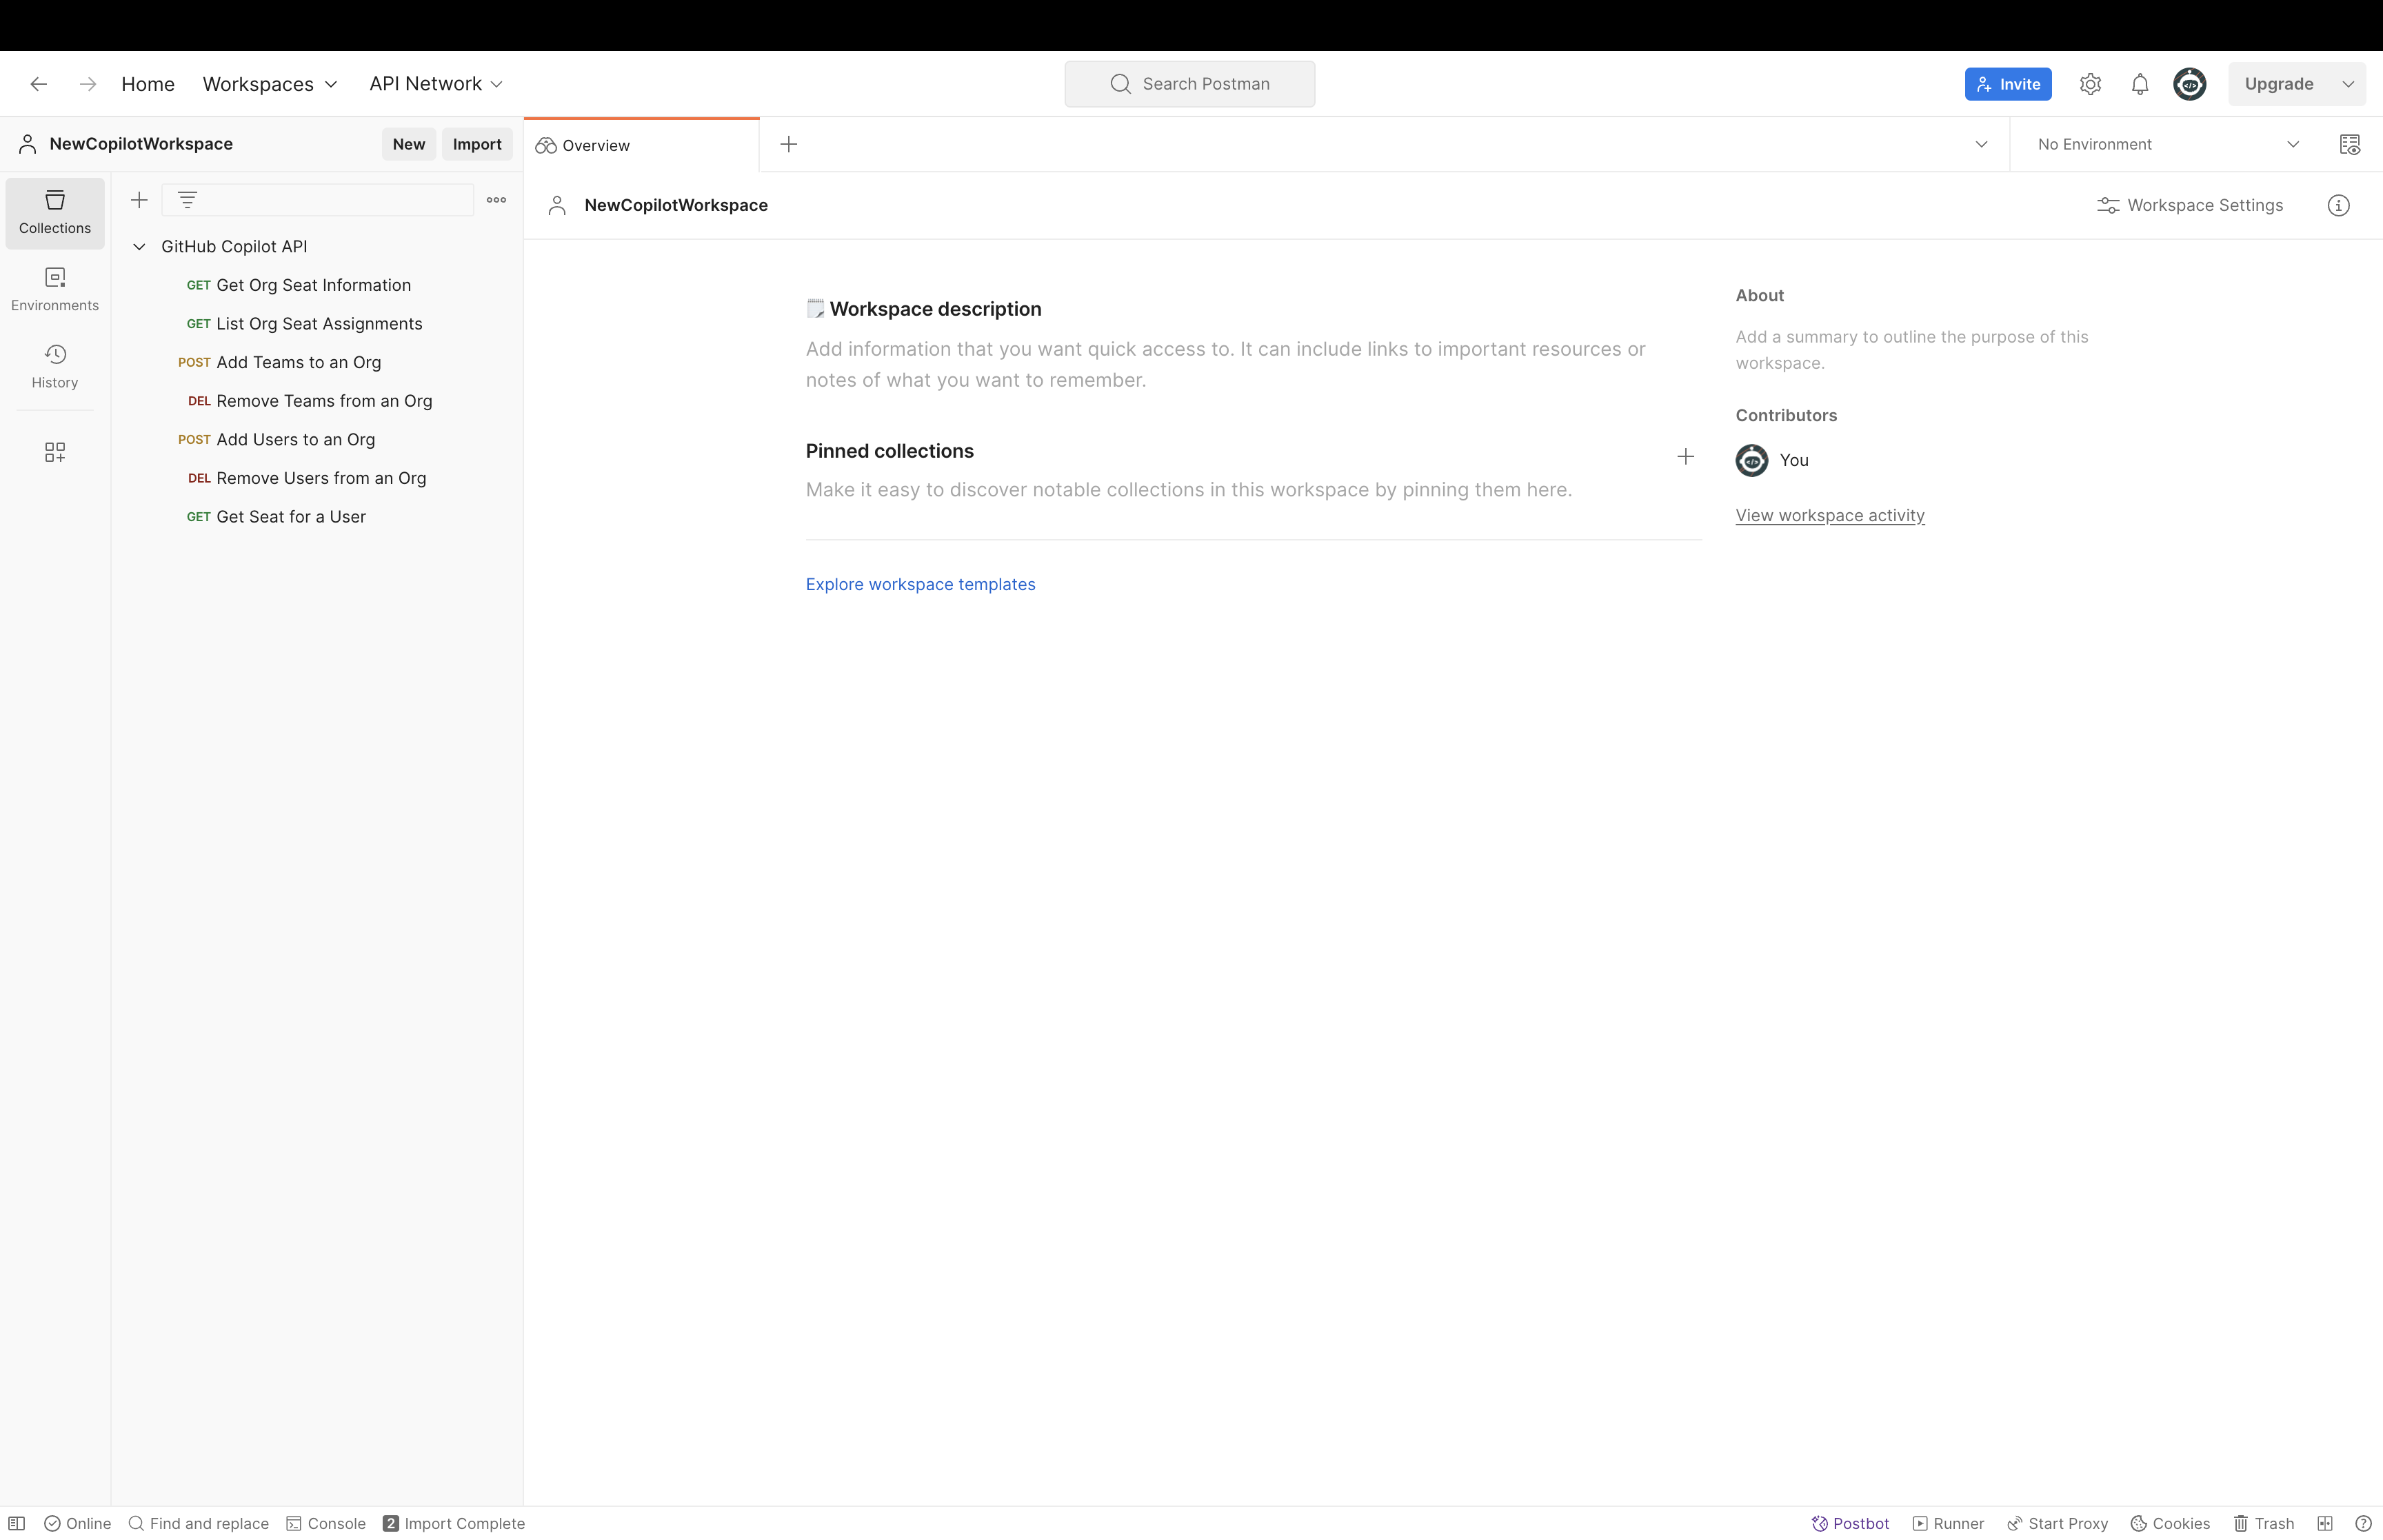 Home Workspaces API Network Search Postman Invite Upgrade
NewCopilotWorkspace New Import Overview No Environment
NewCopilotWorkspace Workspace Settings
Collections
Environments
History
GitHub Copilot API
GET Get Org Seat Information
GET List Org Seat Assignments
POST Add Teams to an Org
DEL Remove Teams from an Org
POST Add Users to an Org
DEL Remove Users from an Org
GET Get Seat for a User
Workspace description
Add information that you want quick access to. It can include links to important resources or
notes of what you want to remember.
Pinned collections
Make it easy to discover notable collections in this workspace by pinning them here.
Explore workspace templates
About
Add a summary to outline the purpose of this
workspace.
Contributors
You
View workspace activity
Online Find and replace Console 2 Import Complete Postbot Runner Start Proxy Cookies Trash